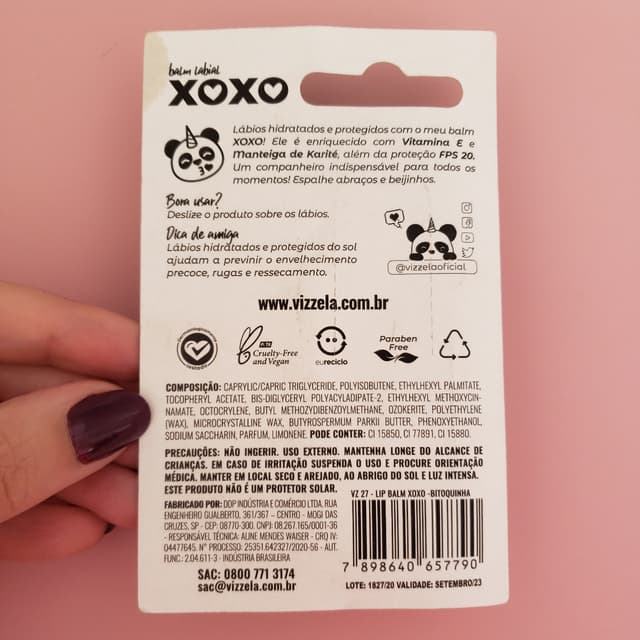 balm labial
XOXO
Lábios hidratados e protegidos com o meu balm
XOXO! Ele é enriquecido com Vitamina E e
Manteiga de Karité, além da proteção FPS 20.
Um companheiro indispensável para todos os
momentos! Espalhe abraços e beijinhos.
Bora usar?
Deslize o produto sobre os lábios.
Dica de amiga
Lábios hidratados e protegidos do sol
ajudam a previnir o envelhecimento
precoce, rugas e ressecamento.
@vizzelaoficial
www.vizzela.com.br
Cruelty-Free
and Vegan
eureciclo
Paraben
Free
COMPOSIÇÃO: CAPRYLIC/CAPRIC TRIGLYCERIDE, POLYISOBUTENE, ETHYLHEXYL PALMITATE,
TOCOPHERYL ACETATE, BIS-DIGLYCERYL POLYACYLADIPATE-2, ETHYLHEXYL METHOXYCIN-
NAMATE, OCTOCRYLENE, BUTYL METHOZYDIBENZOYLMETHANE, OZOKERITE, POLYETHYLENE
(WAX), MICROCRYSTALLINE WAX, BUTYROSPERMUM PARKII BUTTER, PHENOXYETHANOL,
SODIUM SACCHARIN, PARFUM, LIMONENE. PODE CONTER: CI 15850, CI 77891, CI 15880.
PRECAUÇÕES: NÃO INGERIR. USO EXTERNO. MANTENHA LONGE DO ALCANCE DE
CRIANÇAS. EM CASO DE IRRITAÇÃO SUSPENDA O USO E PROCURE ORIENTAÇÃO
MÉDICA. MANTER EM LOCAL SECO E AREJADO, AO ABRIGO DO SOL E LUZ INTENSA.
ESTE PRODUTO NÃO É UM PROTETOR SOLAR.
FABRICADO POR: DDP INDÚSTRIA E COMÉRCIO LTDA. RUA
ENGENHEIRO GUALBERTO, 361/367 – CENTRO - MOGI DAS
CRUZES, SP - CEP: 08770-300. CNPJ: 08.267.165/0001-36
- RESPONSÁVEL TÉCNICA: ALINE MENDES WAISER - CRQ IV:
04477645. N° PROCESSO: 25351.642327/2020-56 - AUT.
FUNC.: 2.04.611-3 - INDÚSTRIA BRASILEIRA
SAC: 0800 771 3174
sac@vizzela.com.br
VZ 27 - LIP BALM XOXO -BITOQUINHA
7 898640 657790
LOTE: 1827/20 VALIDADE: SETEMBRO/23